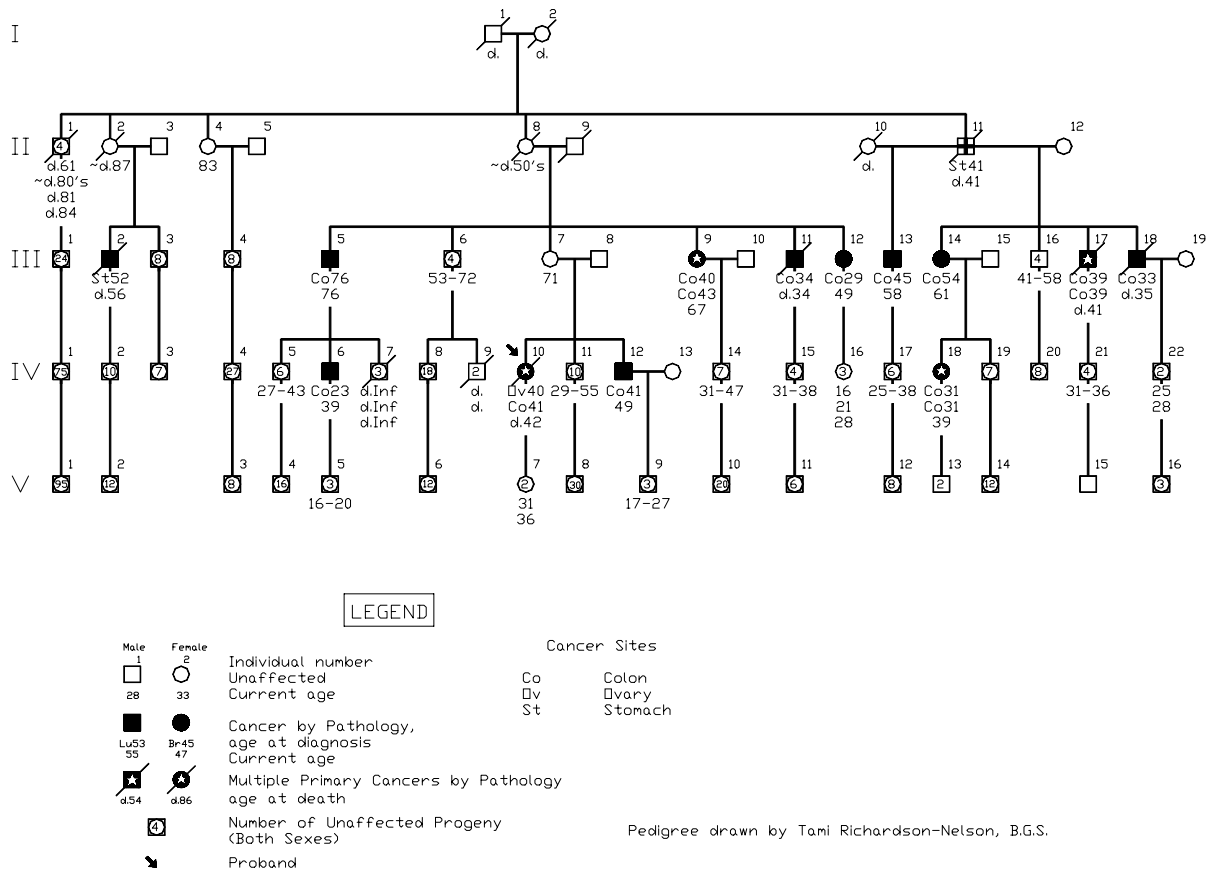 1 2
I
d. d.
1 2 3 4 5 8 9 10 11 12
II
4
d.61 ~d.87 83 ~d.50's d. St41
~d.80's d.41
d.81
d.84
1 2 3 4 5 6 7 8 9 10 11 12 13 14 15 16 17 18 19
III
24 8 8 4 4
St52 Co76 53-72 71 Co40 Co34 Co29 Co45 Co54 41-58 Co39 Co33
d.56 76 Co43 d.34 49 58 61 Co39 d.35
67 d.41
1 2 3 4 5 6 7 8 9 10 11 12 13 14 15 16 17 18 19 20 21 22
IV
75 10 7 27 6 3 18 2 10 7 4 3 6 7 8 4 2
27-43 Co23 d.Inf d. □v40 29-55 Co41 31-47 31-38 16 25-38 Co31 31-36 25
39 d.Inf d. Co41 49 21 Co31 28
d.Inf d.42 28 39
1 2 3 4 5 6 7 8 9 10 11 12 13 14 15 16
V
95 12 8 16 3 12 2 30 3 20 6 8 2 12 3
16-20 31 17-27
36
LEGEND
Male Female Cancer Sites
1 2 Individual number
Unaffected Co Colon
28 33 Current age □v □vary
St Stomach
Cancer by Pathology,
Lu53 Br45 age at diagnosis
55 47 Current age
Multiple Primary Cancers by Pathology
d.54 d.86 age at death
4 Number of Unaffected Progeny
(Both Sexes)
Pedigree drawn by Tami Richardson-Nelson, B.G.S.
Proband